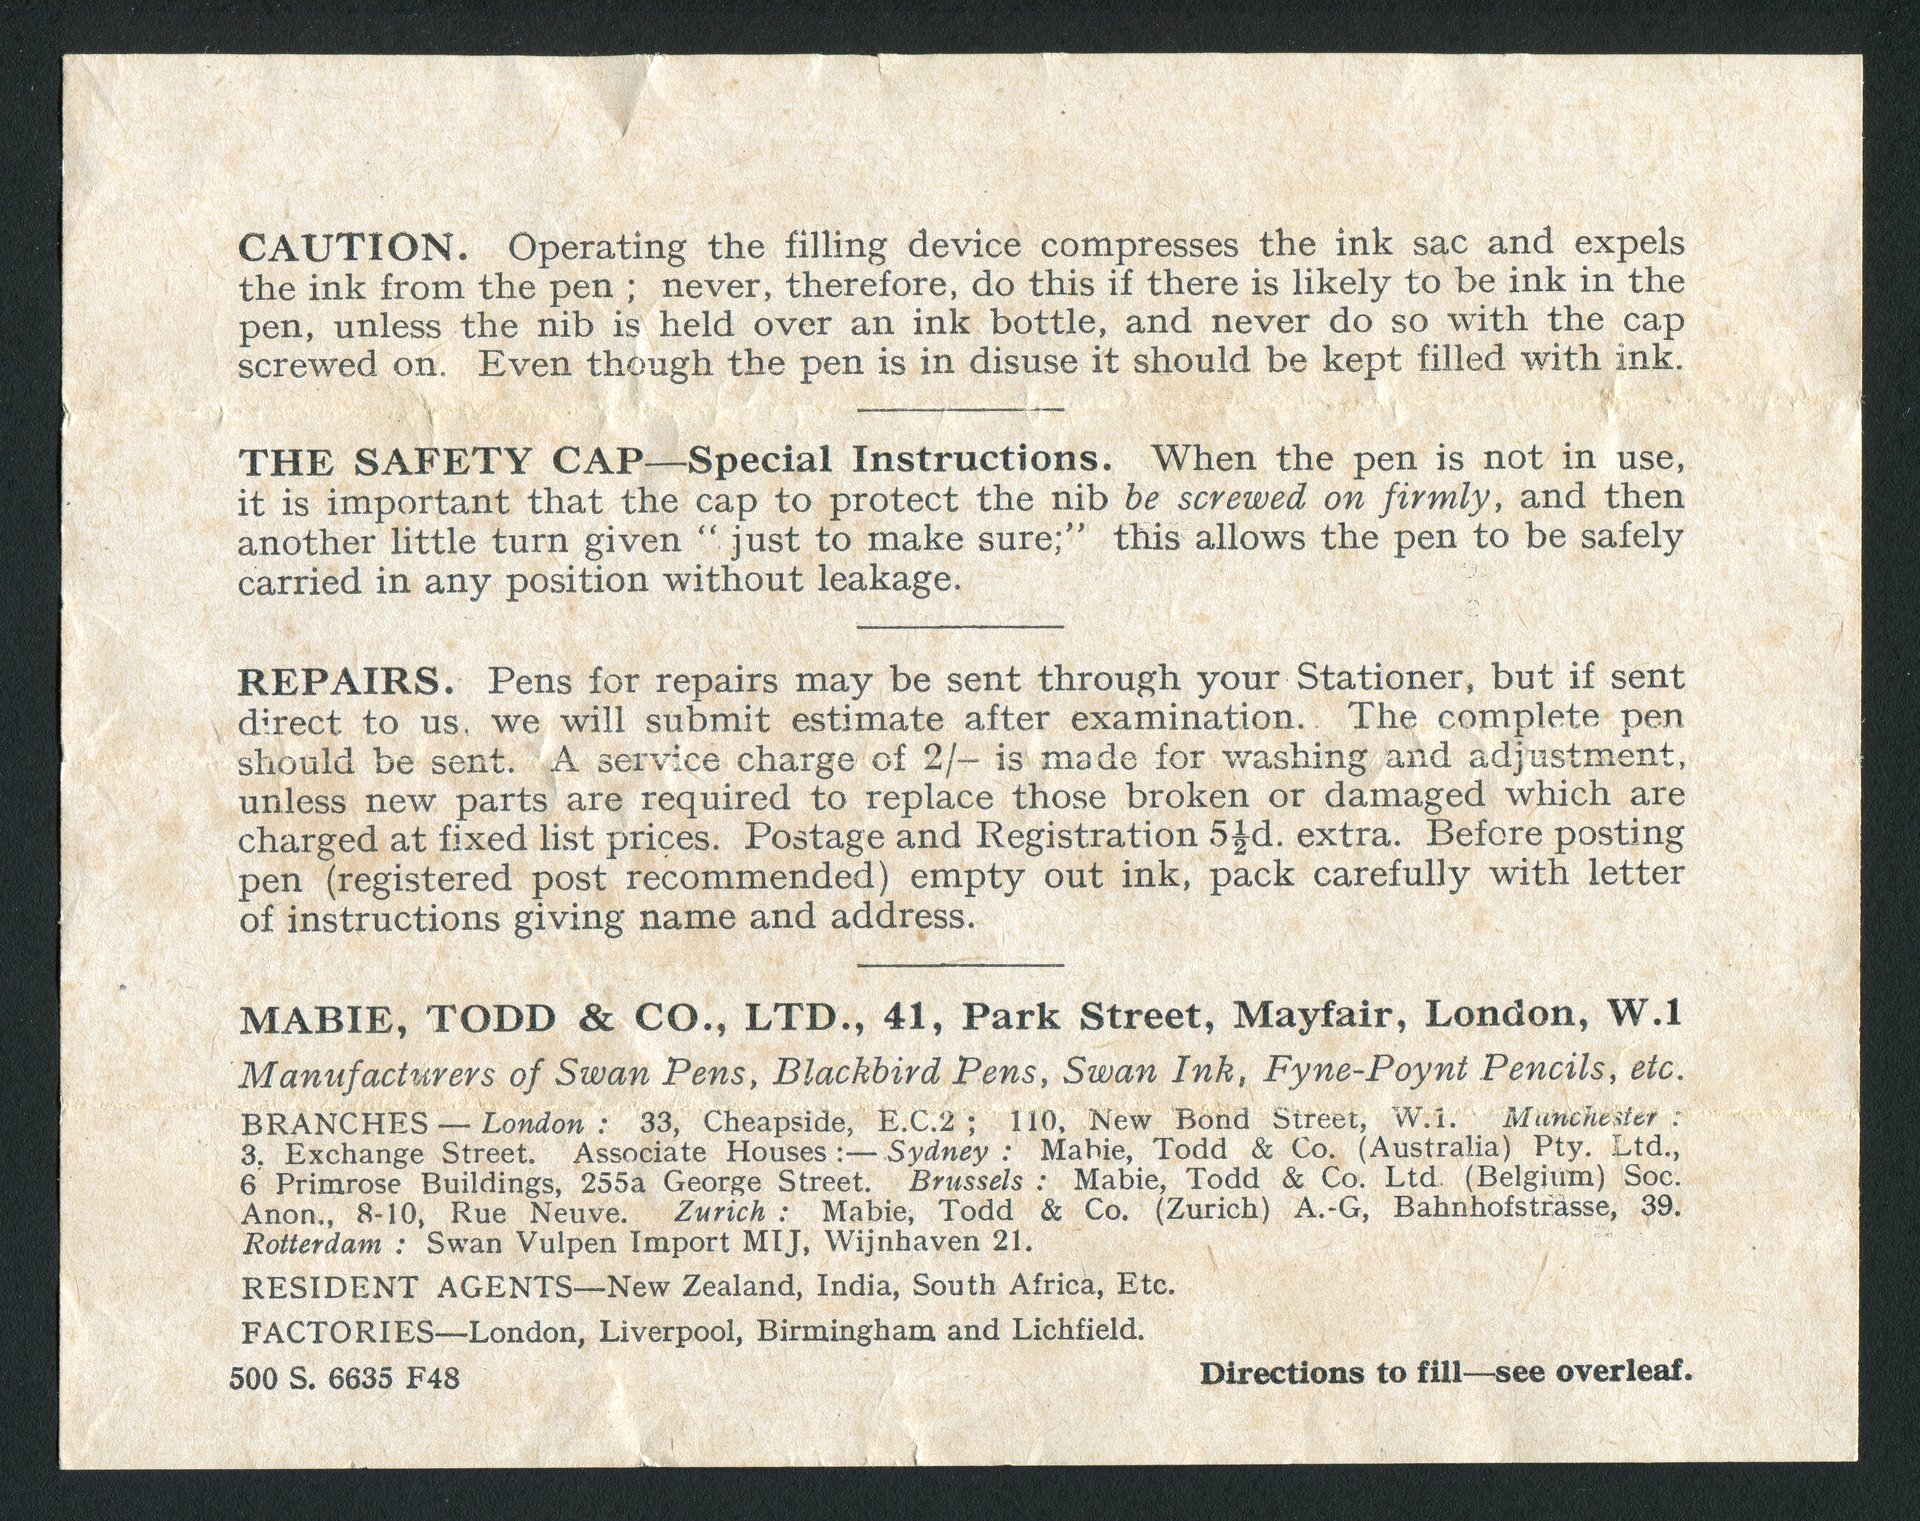 CAUTION. Operating the filling device compresses the ink sac and expels
the ink from the pen ; never, therefore, do this if there is likely to be ink in the
pen, unless the nib is held over an ink bottle, and never do so with the cap
screwed on. Even though the pen is in disuse it should be kept filled with ink.
THE SAFETY CAP—Special Instructions. When the pen is not in use,
it is important that the cap to protect the nib be screwed on firmly, and then
another little turn given “ just to make sure;” this allows the pen to be safely
carried in any position without leakage.
REPAIRS. Pens for repairs may be sent through your Stationer, but if sent
direct to us, we will submit estimate after examination. The complete pen
should be sent. A service charge of 2/– is made for washing and adjustment,
unless new parts are required to replace those broken or damaged which are
charged at fixed list prices. Postage and Registration 5½d. extra. Before posting
pen (registered post recommended) empty out ink, pack carefully with letter
of instructions giving name and address.
MABIE, TODD & CO., LTD., 41, Park Street, Mayfair, London, W.1
Manufacturers of Swan Pens, Blackbird Pens, Swan Ink, Fyne-Poynt Pencils, etc.
BRANCHES — London : 33, Cheapside, E.C.2 ; 110, New Bond Street, W.1. Manchester :
3, Exchange Street. Associate Houses :— Sydney : Mabie, Todd & Co. (Australia) Pty. Ltd.,
6 Primrose Buildings, 255a George Street. Brussels : Mabie, Todd & Co. Ltd. (Belgium) Soc.
Anon., 8-10, Rue Neuve. Zurich : Mabie, Todd & Co. (Zurich) A.-G, Bahnhofstrasse, 39.
Rotterdam : Swan Vulpen Import MIJ, Wijnhaven 21.
RESIDENT AGENTS—New Zealand, India, South Africa, Etc.
FACTORIES—London, Liverpool, Birmingham and Lichfield.
500 S. 6635 F48
Directions to fill—see overleaf.